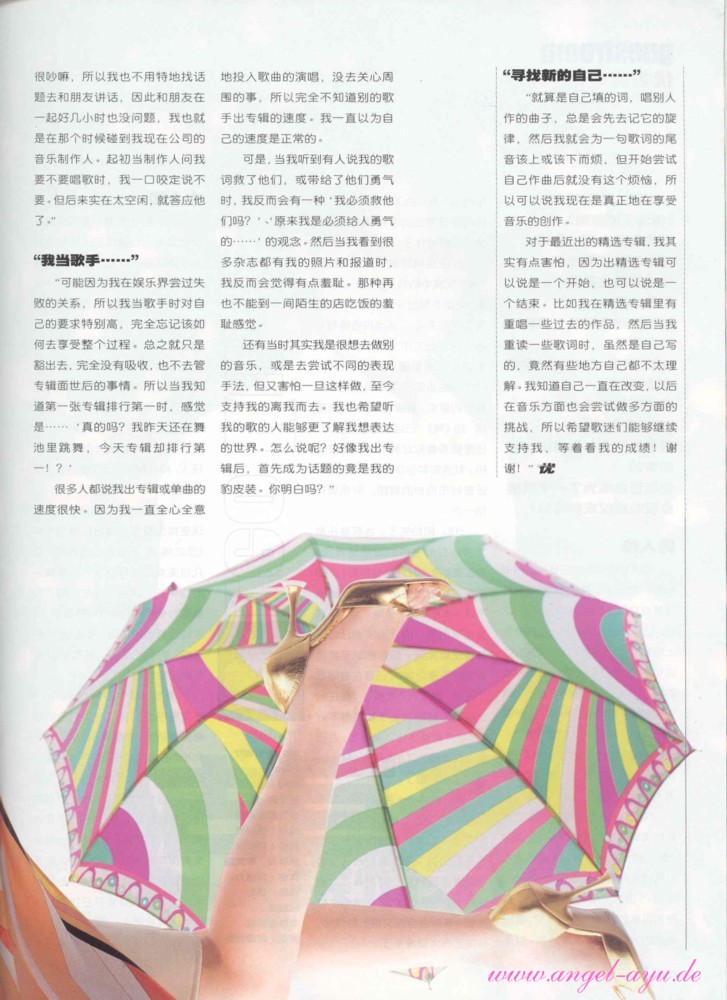 很吵嘛，所以我也不用特地找话
题去和朋友讲话，因此和朋友在
一起好几小时也没问题，我也就
是在那个时候碰到我现在公司的
音乐制作人。起初当制作人问我
要不要唱歌时，我一口咬定说不
要。但后来实在太空闲，就答应他
了。”
“我当歌手……”
“可能因为我在娱乐界尝过失
败的关系，所以我当歌手时对自
己的要求特别高，完全忘记该如
何去享受整个过程。总之就只是
豁出去，完全没有吸收，也不去管
专辑面世后的事情。所以当我知
道第一张专辑排行第一时，感觉
是……‘真的吗？我昨天还在舞
池里跳舞，今天专辑却排行第
一！？’
很多人都说我出专辑或单曲的
速度很快。因为我一直全心全意
地投入歌曲的演唱，没去关心周
围的事，所以完全不知道别的歌
手出专辑的速度。我一直以为自
己的速度是正常的。
可是，当我听到有人说我的歌
词救了他们，或带给了他们勇气
时，我反而会有一种‘我必须救他
们吗？’、‘原来我是必须给人勇气
的……’的观念。然后当我看到很
多杂志都有我的照片和报道时，
我反而会觉得有点羞耻。那种再
也不能到一间陌生的店吃饭的羞
耻感觉。
还有当时其实我是很想去做别
的音乐，或是去尝试不同的表现
手法，但又害怕一旦这样做，至今
支持我的离我而去。我也希望听
我的歌的人能够更了解我想表达
的世界。怎么说呢？好像我出专
辑后，首先成为话题的竟是我的
豹皮装。你明白吗？”
“寻找新的自己……”
“就算是自己填的词，唱别人
作的曲子，总是会先去记它的旋
律，然后我就会为一句歌词的尾
音该上或该下而烦，但开始尝试
自己作曲后就没有这个烦恼，所
以可以说我现在是真正地在享受
音乐的创作。
对于最近出的精选专辑，我其
实有点害怕，因为出精选专辑可
以说是一个开始，也可以说是一
个结束。比如我在精选专辑里有
重唱一些过去的作品，然后当我
重读一些歌词时，虽然是自己写
的，竟然有些地方自己都不太理
解。我知道自己一直在改变，以后
在音乐方面也会尝试做多方面的
挑战，所以希望歌迷们能够继续
支持我，等着看我的成绩！谢
谢！”优
www.angel-ayu.de